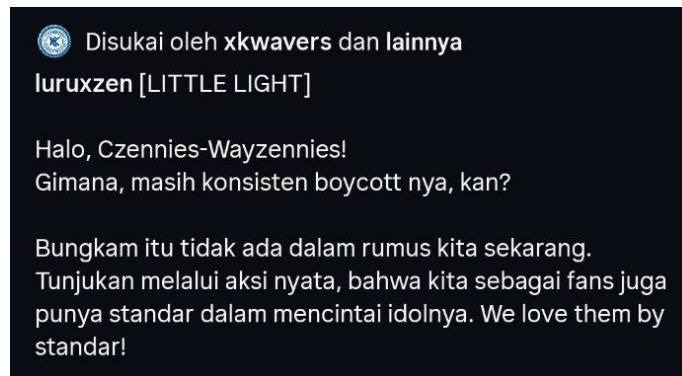 Disukai oleh xkwavers dan lainnya
luruxzen [LITTLE LIGHT]
Halo, Czennies-Wayzennies!
Gimana, masih konsisten boycott nya, kan?
Bungkam itu tidak ada dalam rumus kita sekarang.
Tunjukan melalui aksi nyata, bahwa kita sebagai fans juga
punya standar dalam mencintai idolnya. We love them by
standar!